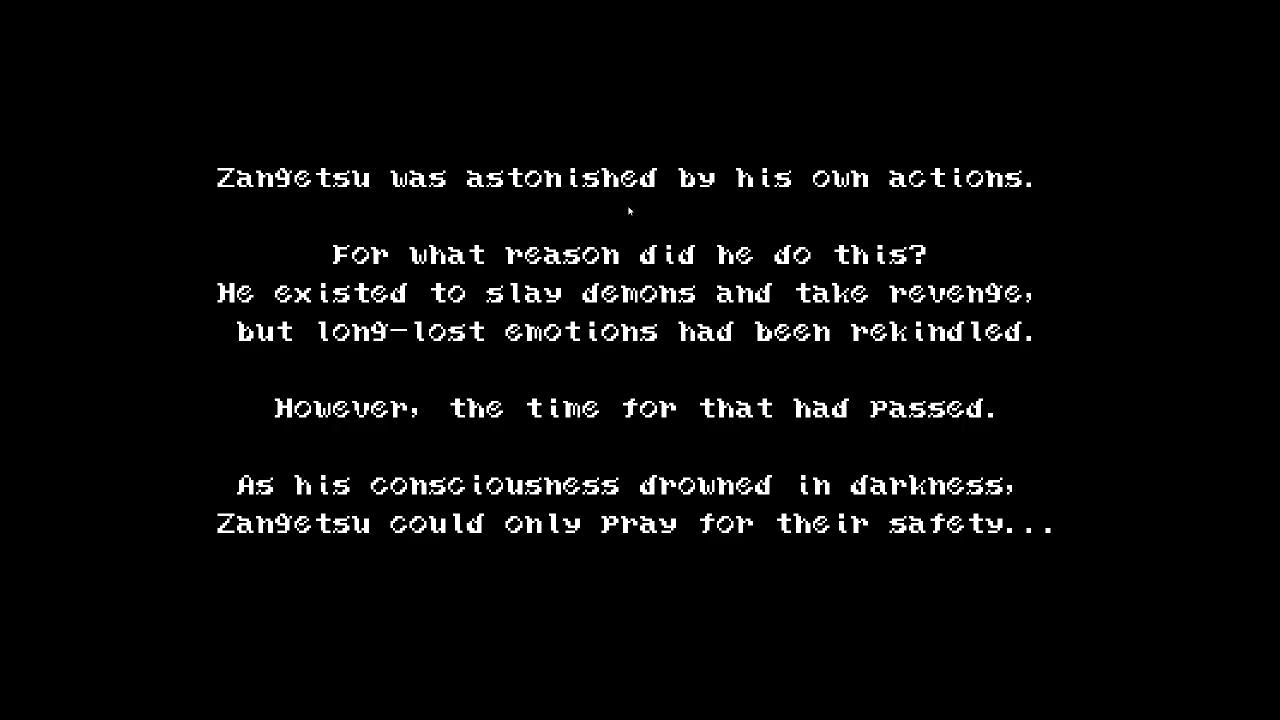 Zangetsu was astonished by his own actions.
For what reason did he do this?
He existed to slay demons and take revenge,
but long-lost emotions had been rekindled.
However, the time for that had passed.
As his consciousness drowned in darkness,
Zangetsu could only pray for their safety...